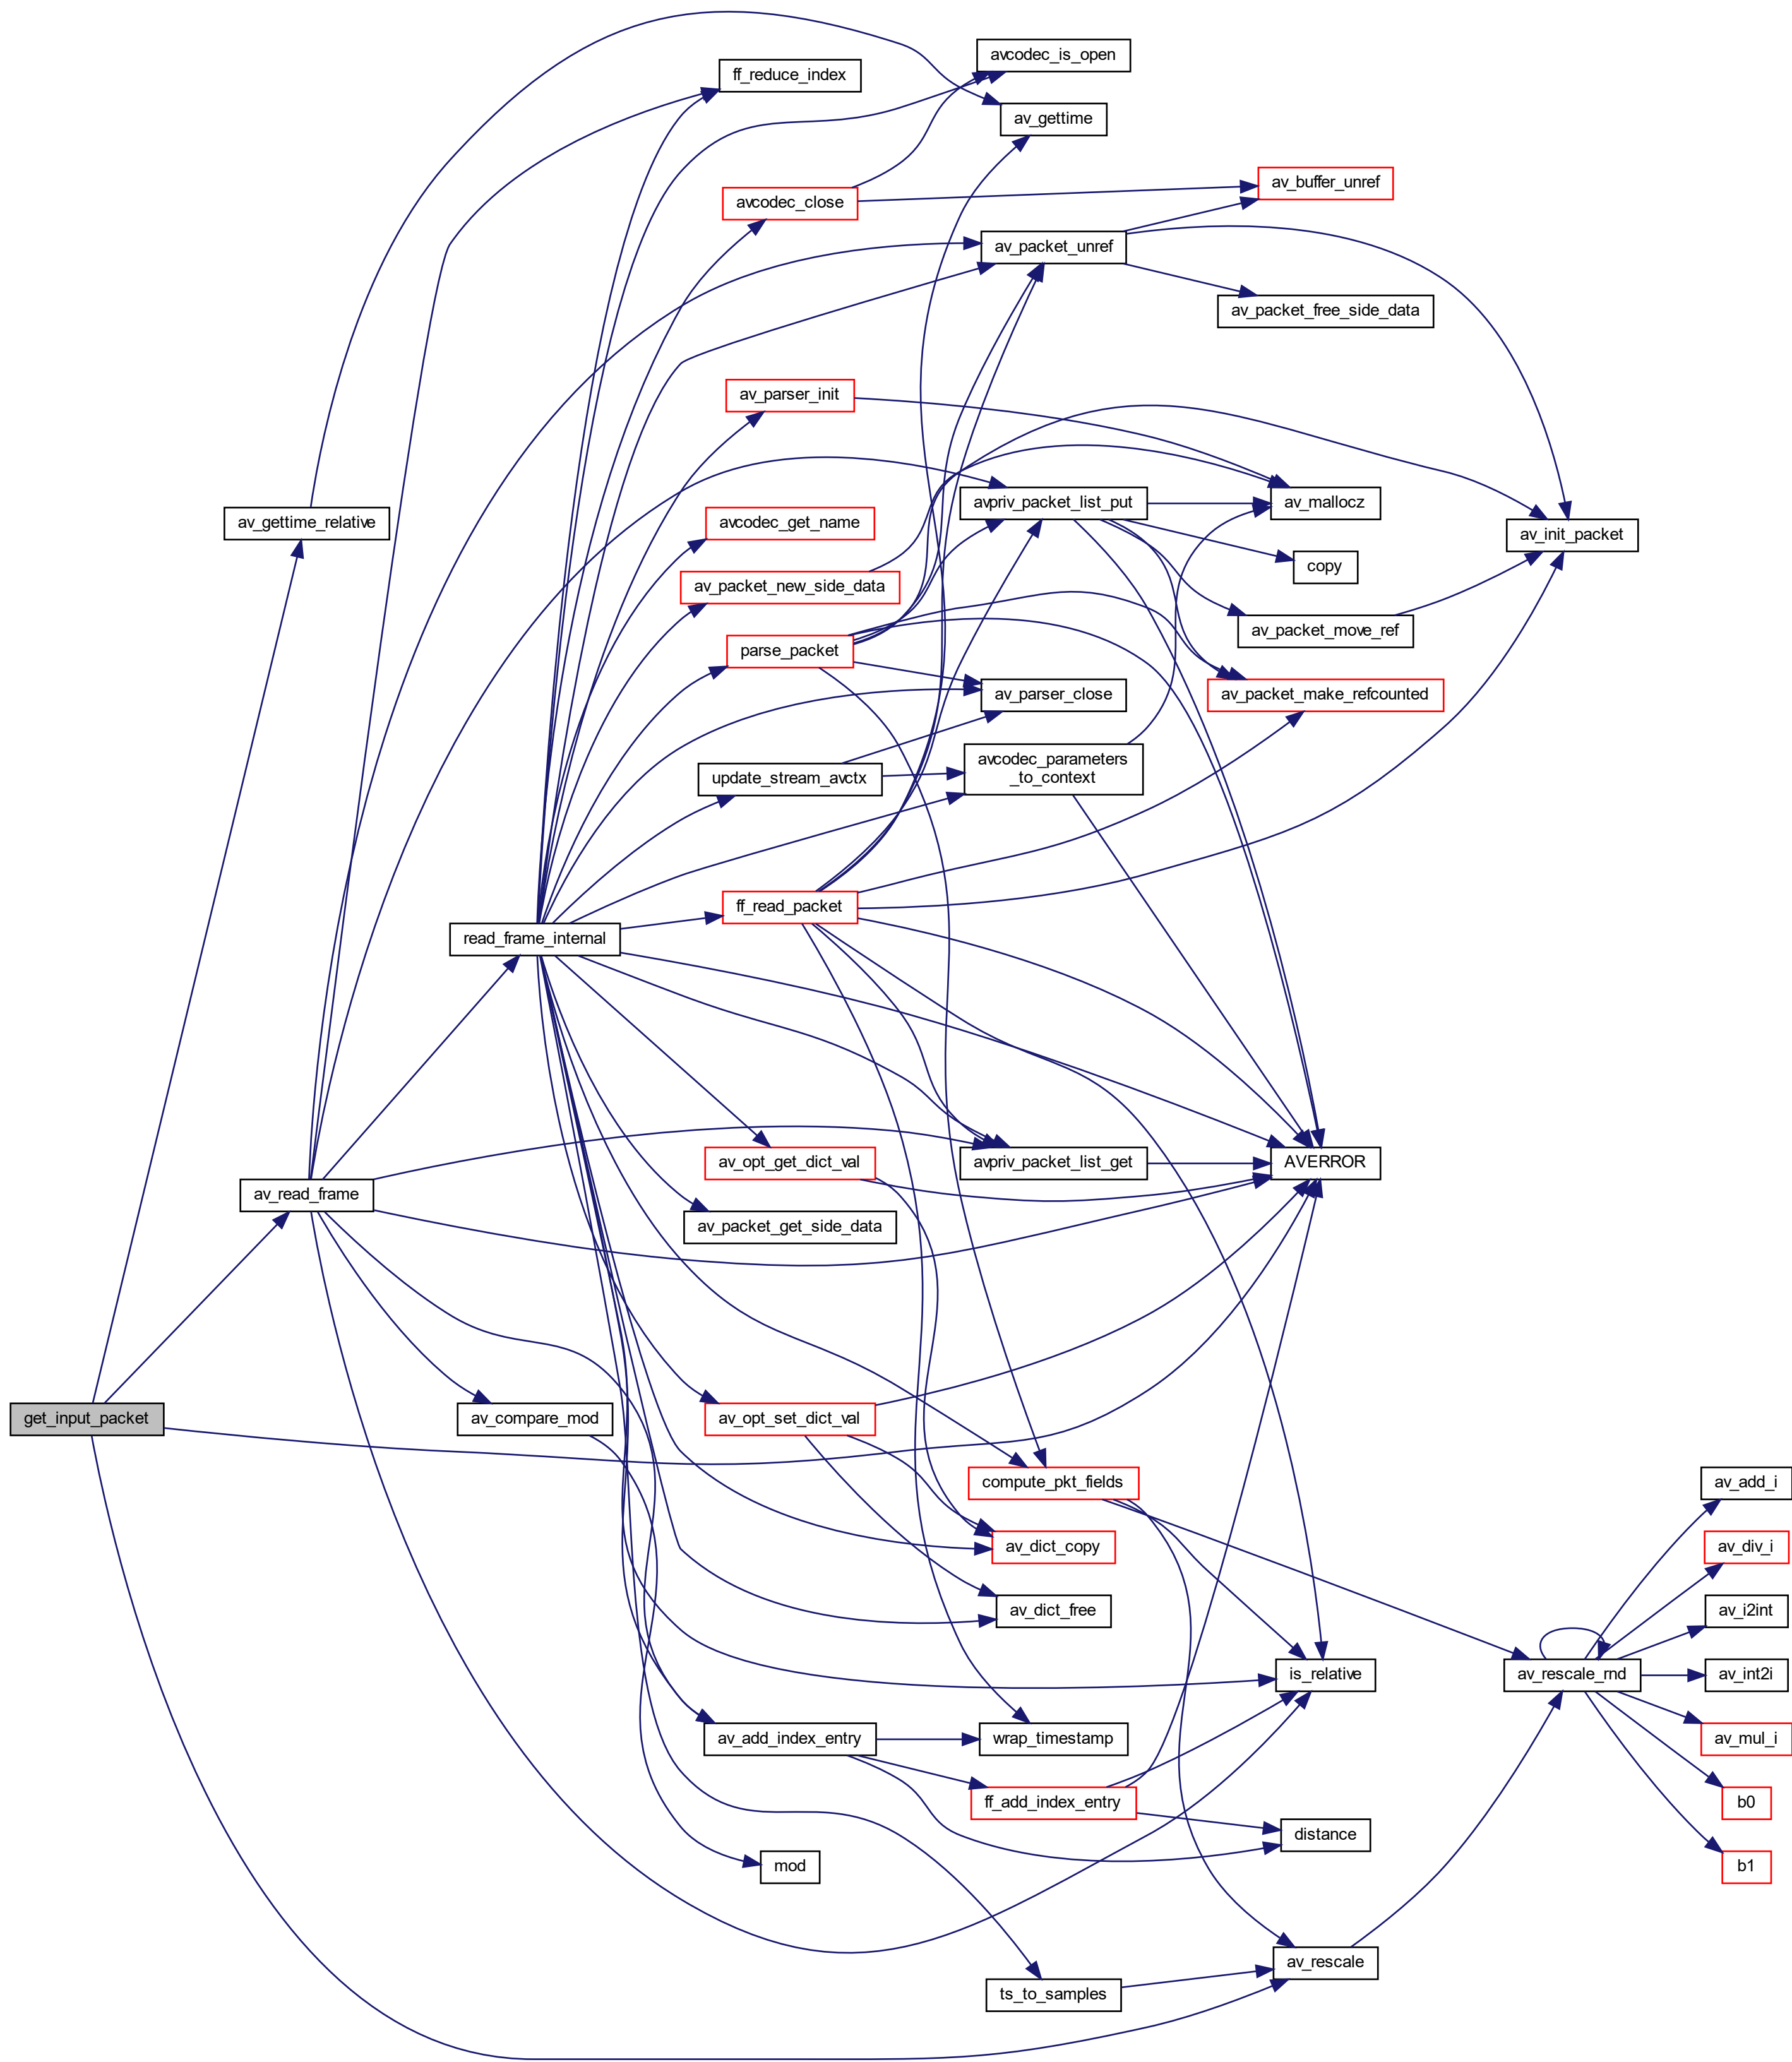 avcodec_is_open
ff_reduce_index
av_gettime
av_buffer_unref
avcodec_close
av_packet_unref
av_packet_free_side_data
av_parser_init
avpriv_packet_list_put
av_mallocz
av_gettime_relative
avcodec_get_name
av_init_packet
copy
av_packet_new_side_data
av_packet_move_ref
parse_packet
av_parser_close
av_packet_make_refcounted
update_stream_avctx
avcodec_parameters
_to_context
ff_read_packet
read_frame_internal
av_opt_get_dict_val
avpriv_packet_list_get
AVERROR
av_read_frame
av_packet_get_side_data
get_input_packet
av_compare_mod
av_opt_set_dict_val
compute_pkt_fields
av_add_i
av_dict_copy
av_div_i
av_dict_free
av_i2int
is_relative
av_rescale_rnd
av_int2i
av_add_index_entry
wrap_timestamp
av_mul_i
ff_add_index_entry
b0
distance
mod
b1
av_rescale
ts_to_samples